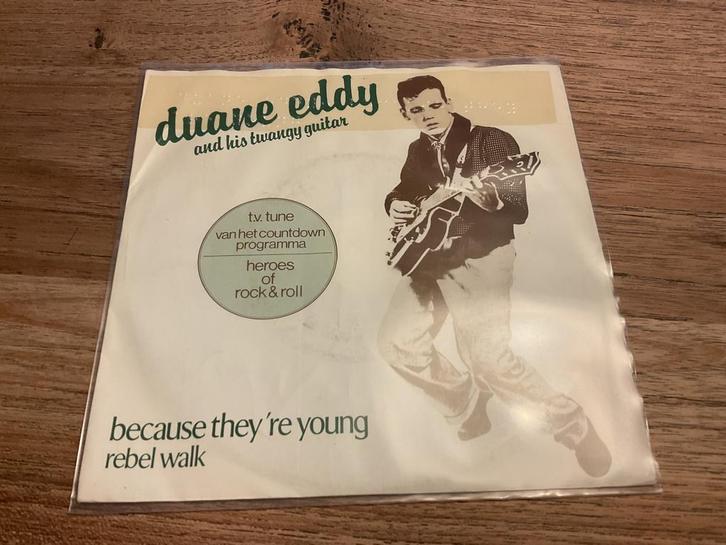 duane eddy
and his twangy guitar
t.v. tune
van het countdown
programma
heroes
of
rock & roll
because they're young
rebel walk